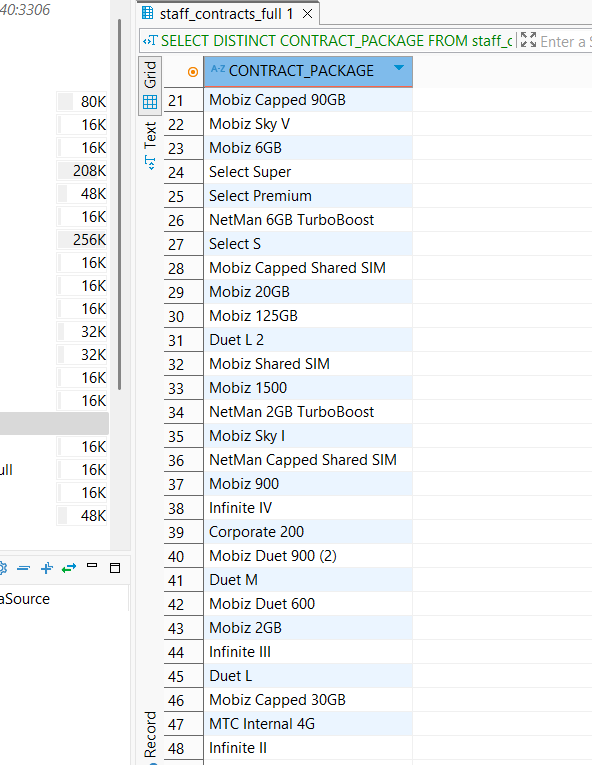 40:3306
staff_contracts_full 1
SELECT DISTINCT CONTRACT_PACKAGE FROM staff_c
Enter a S
Grid
Text
Record
A-Z CONTRACT_PACKAGE
21 Mobiz Capped 90GB
22 Mobiz Sky V
23 Mobiz 6GB
24 Select Super
25 Select Premium
26 NetMan 6GB TurboBoost
27 Select S
28 Mobiz Capped Shared SIM
29 Mobiz 20GB
30 Mobiz 125GB
31 Duet L 2
32 Mobiz Shared SIM
33 Mobiz 1500
34 NetMan 2GB TurboBoost
35 Mobiz Sky I
36 NetMan Capped Shared SIM
37 Mobiz 900
38 Infinite IV
39 Corporate 200
40 Mobiz Duet 900 (2)
41 Duet M
42 Mobiz Duet 600
43 Mobiz 2GB
44 Infinite III
45 Duet L
46 Mobiz Capped 30GB
47 MTC Internal 4G
48 Infinite II
80K
16K
16K
208K
48K
16K
256K
16K
16K
16K
32K
32K
16K
16K
16K
ull 16K
16K
48K
aSource